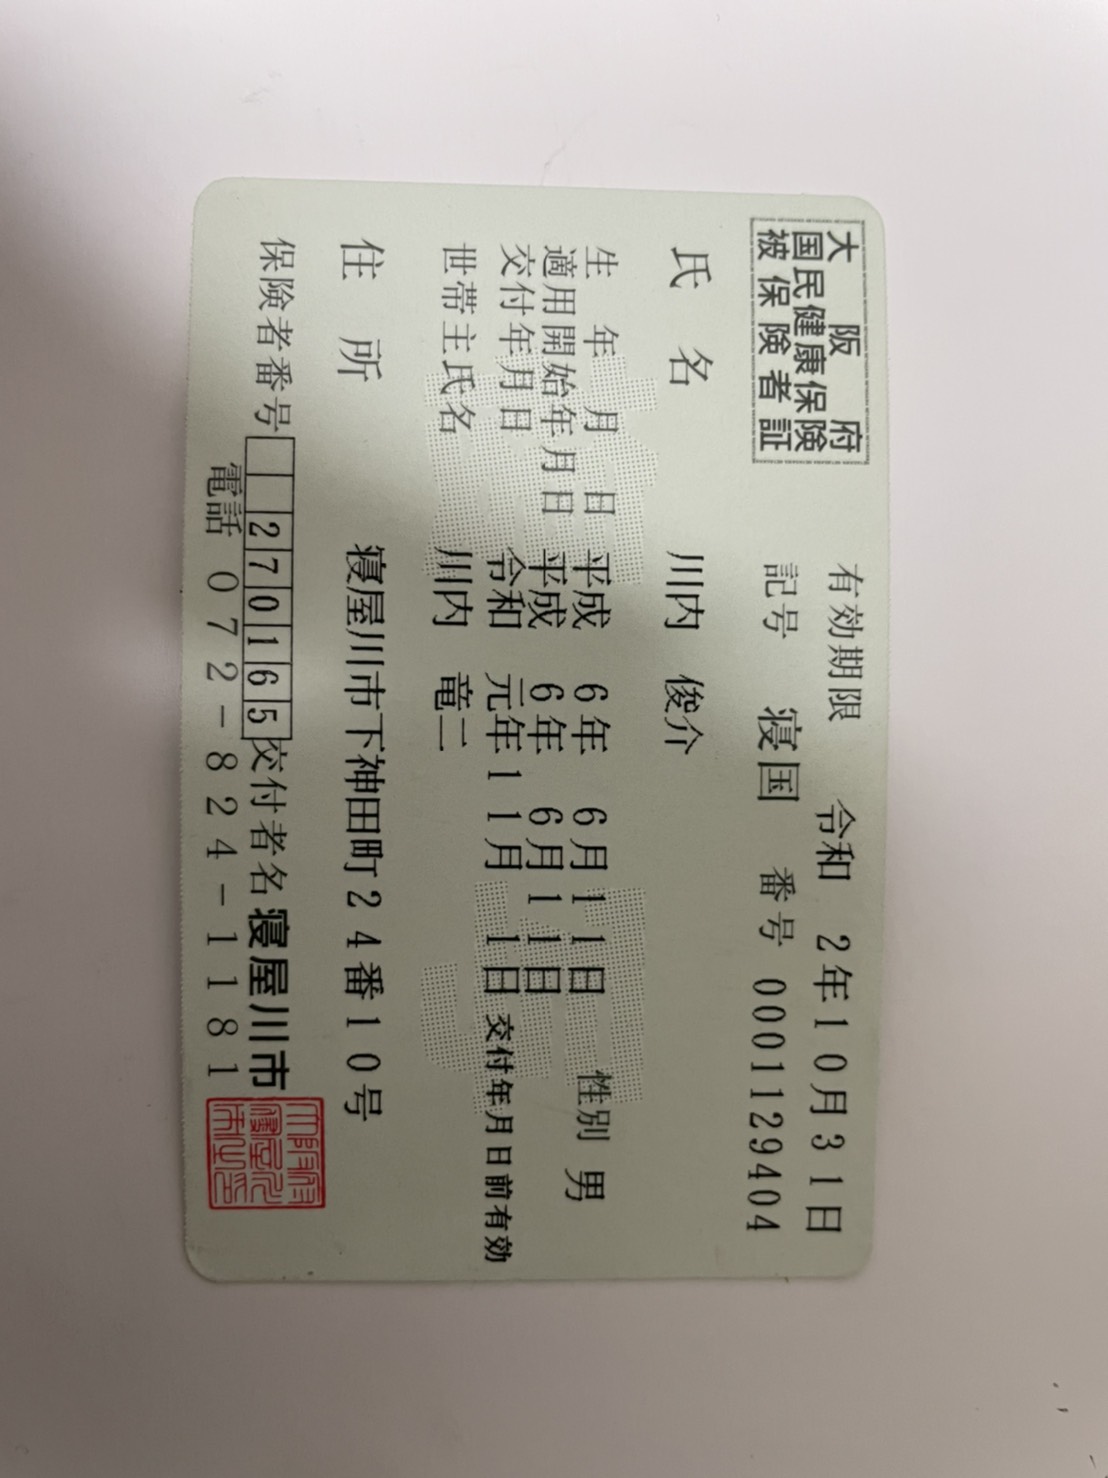 大阪府
国民健康保険
被保険者証
有効期限 令和 2年10月31日
記号 寝国 番号 0001129404
氏名 川内 俊介
生年月日 平成 6年 6月11日 性別 男
適用開始年月日 平成 6年 6月11日
交付年月日 令和 元年11月 1日 交付年月日前有効
世帯主氏名 川内 竜二
住所 寝屋川市下神田町24番10号
保険者番号 270165 交付者名 寝屋川市
電話 072-824-1181